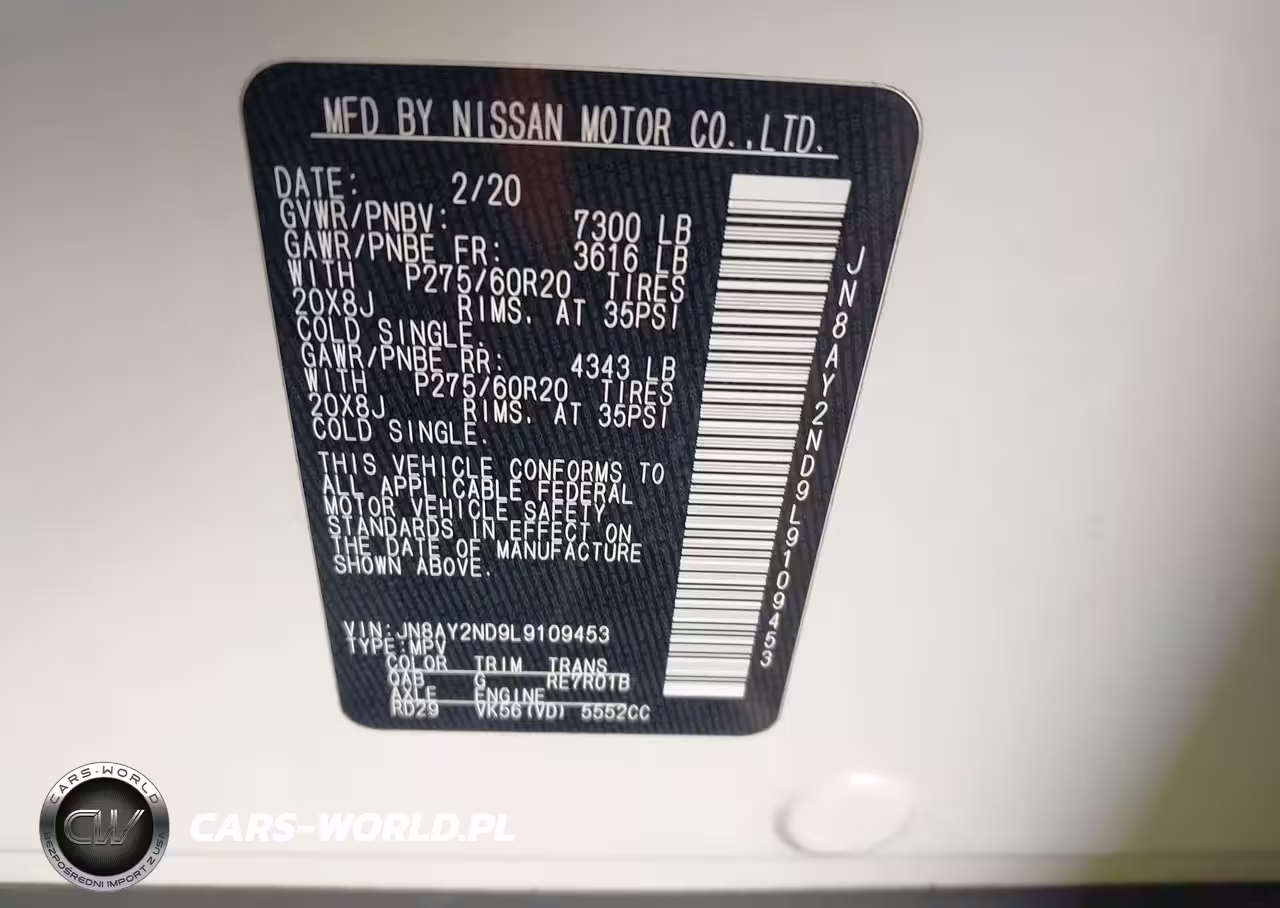 MFD BY NISSAN MOTOR CO.,LTD.
DATE: 2/20
GVWR/PNBV: 7300 LB
GAWR/PNBE FR: 3616 LB
WITH P275/60R20 TIRES
20X8J RIMS. AT 35PSI
COLD SINGLE.
GAWR/PNBE RR: 4343 LB
WITH P275/60R20 TIRES
20X8J RIMS. AT 35PSI
COLD SINGLE.
THIS VEHICLE CONFORMS TO
ALL APPLICABLE FEDERAL
MOTOR VEHICLE SAFETY
STANDARDS IN EFFECT ON
THE DATE OF MANUFACTURE
SHOWN ABOVE.
VIN:JN8AY2ND9L9109453
TYPE:MPV
COLOR TRIM TRANS
QAB G RE7R01B
AXLE ENGINE
RD29 VK56(VD) 5552CC
JN8AY2ND9L9109453
CARS-WORLD
CW
BEZPOŚREDNI IMPORT Z USA
CARS-WORLD.PL